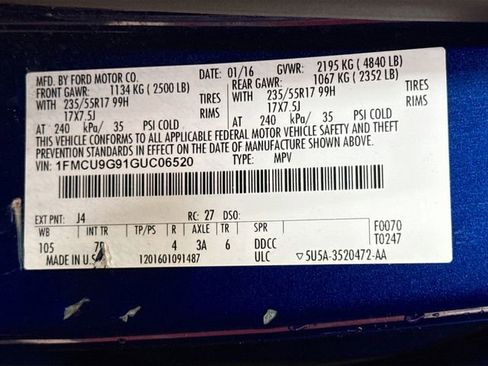 MFD. BY FORD MOTOR CO.
DATE: 01/16 GVWR: 2195 KG (4840 LB)
FRONT GAWR: 1134 KG (2500 LB) REAR GAWR: 1067 KG (2352 LB)
WITH 235/55R17 99H TIRES WITH 235/55R17 99H TIRES
17X7.5J RIMS 17X7.5J RIMS
AT 240 kPa/ 35 PSI COLD AT 240 kPa/ 35 PSI COLD
THIS VEHICLE CONFORMS TO ALL APPLICABLE FEDERAL MOTOR VEHICLE SAFETY AND THEFT
PREVENTION STANDARDS IN EFFECT ON THE DATE OF MANUFACTURE SHOWN ABOVE.
VIN: 1FMCU9G91GUC06520 TYPE: MPV
EXT PNT: J4 RC: 27 DSO:
WB INT TR TP/PS R AXLE TR SPR F0070
105 4 3A 6 DDCC T0247
MADE IN U.S. 1201601091487 ULC ▽5U5A-3520472-AA